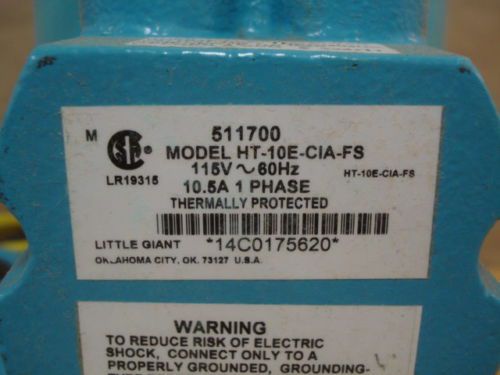 M SA 511700
MODEL HT-10E-CIA-FS
115V ~ 60Hz HT-10E-CIA-FS
LR19315
10.5A 1 PHASE
THERMALLY PROTECTED
LITTLE GIANT *14C0175620*
OKLAHOMA CITY, OK. 73127 U.S.A.
WARNING
TO REDUCE RISK OF ELECTRIC
SHOCK, CONNECT ONLY TO A
PROPERLY GROUNDED, GROUNDING-